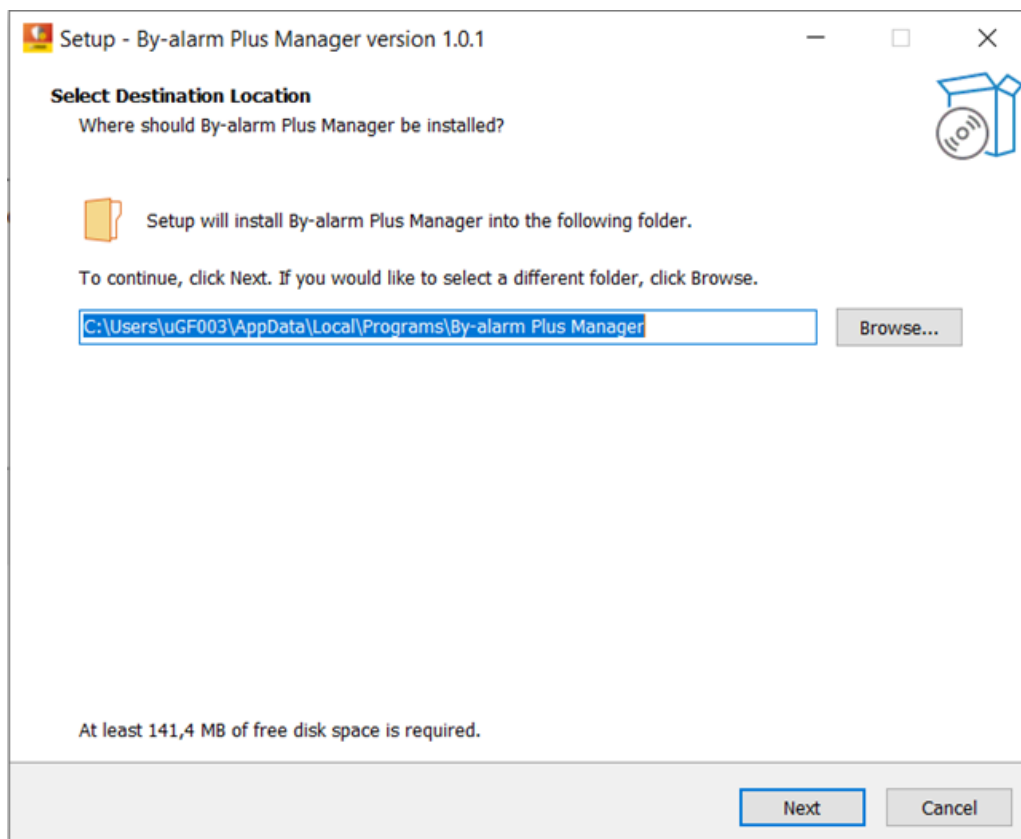 Setup - By-alarm Plus Manager version 1.0.1
Select Destination Location
Where should By-alarm Plus Manager be installed?
Setup will install By-alarm Plus Manager into the following folder.
To continue, click Next. If you would like to select a different folder, click Browse.
C:\Users\uGF003\AppData\Local\Programs\By-alarm Plus Manager
Browse...
At least 141,4 MB of free disk space is required.
Next
Cancel